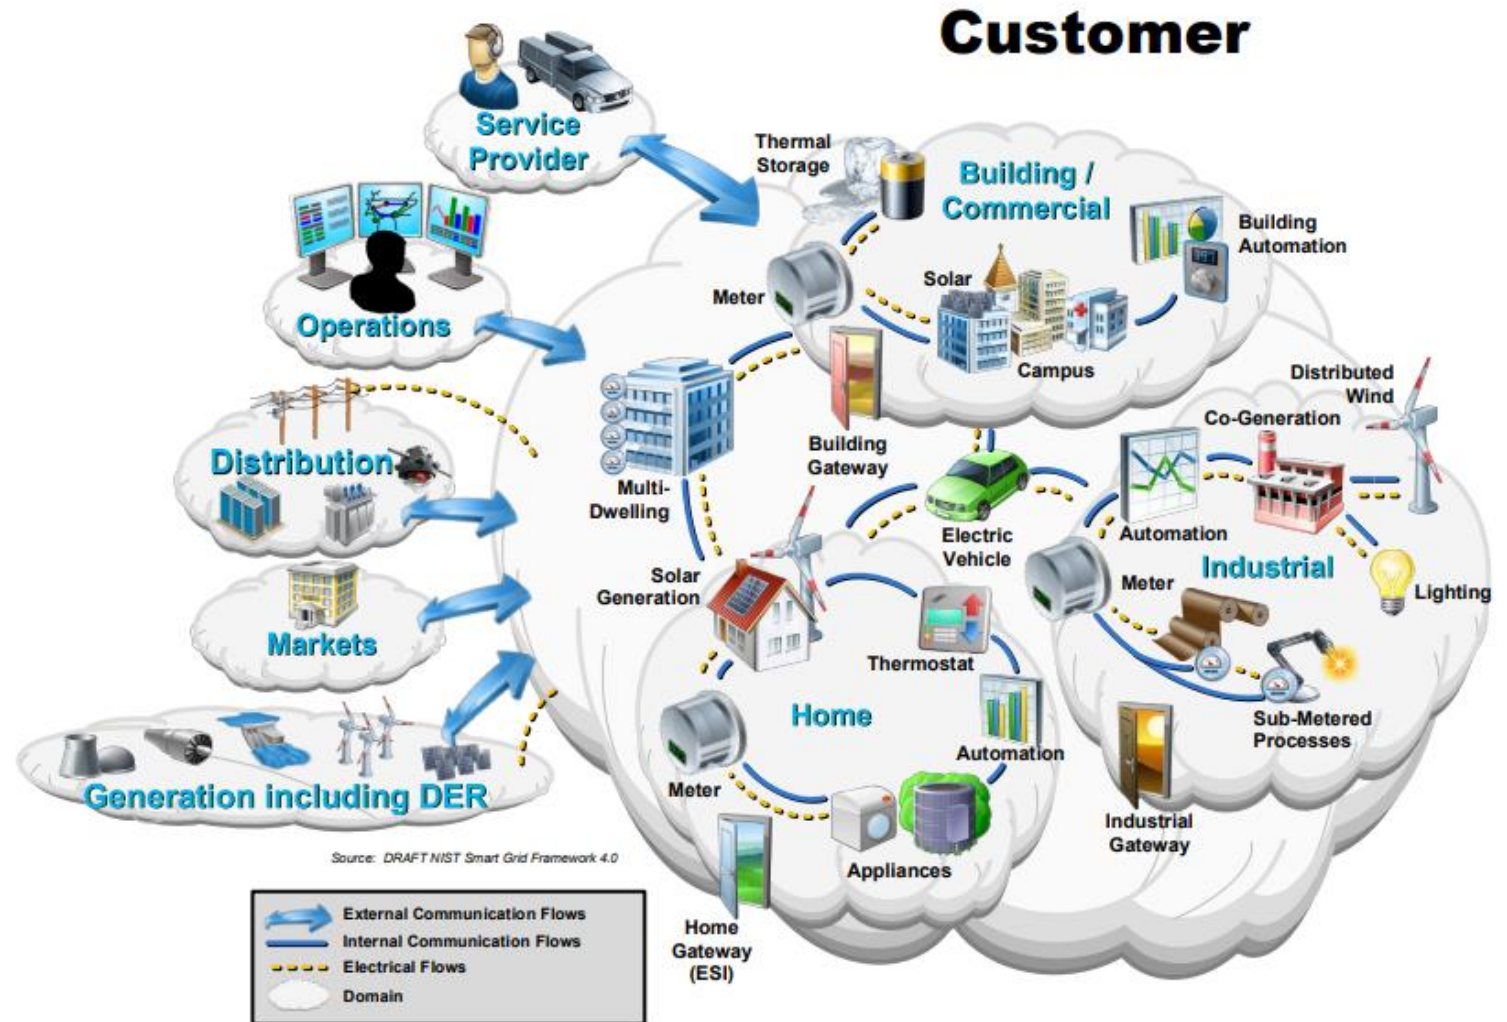 Customer
Service
Provider
Thermal
Storage
Building /
Commercial
Building
Automation
Operations
Meter
Solar
Campus
Distributed
Wind
Co-Generation
Building
Gateway
Distribution
Multi-
Dwelling
Electric
Vehicle
Automation
Industrial
Meter
Lighting
Solar
Generation
Markets
Thermostat
Home
Automation
Sub-Metered
Processes
Meter
Generation including DER
Industrial
Gateway
Appliances
Source: DRAFT NIST Smart Grid Framework 4.0
Home
Gateway
(ESI)
External Communication Flows
Internal Communication Flows
Electrical Flows
Domain